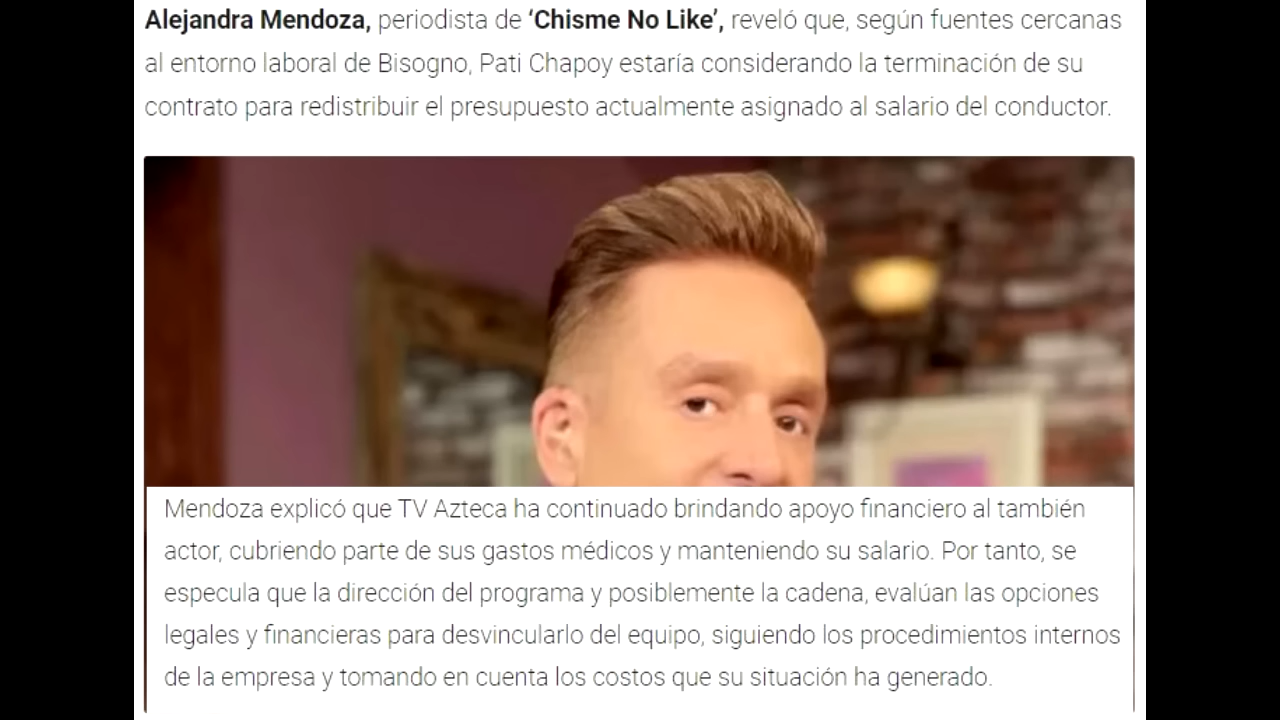 Alejandra Mendoza, periodista de ‘Chisme No Like’, reveló que, según fuentes cercanas
al entorno laboral de Bisogno, Pati Chapoy estaría considerando la terminación de su
contrato para redistribuir el presupuesto actualmente asignado al salario del conductor.
Mendoza explicó que TV Azteca ha continuado brindando apoyo financiero al también
actor, cubriendo parte de sus gastos médicos y manteniendo su salario. Por tanto, se
especula que la dirección del programa y posiblemente la cadena, evalúan las opciones
legales y financieras para desvincularlo del equipo, siguiendo los procedimientos internos
de la empresa y tomando en cuenta los costos que su situación ha generado.